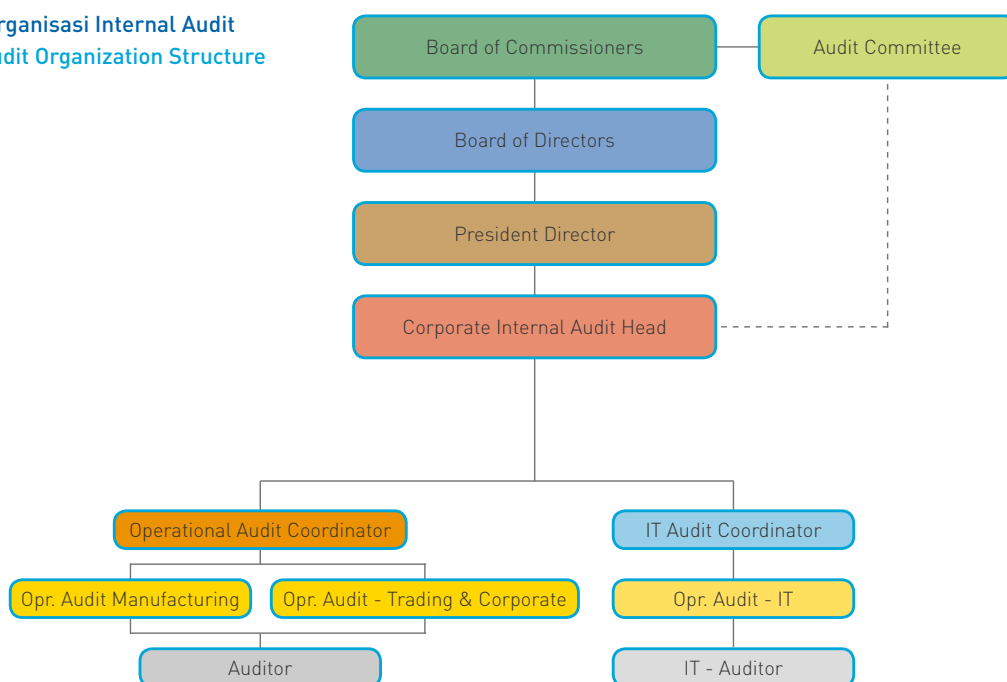 rganisasi Internal Audit
udit Organization Structure
Board of Commissioners
Audit Committee
Board of Directors
President Director
Corporate Internal Audit Head
Operational Audit Coordinator
IT Audit Coordinator
Opr. Audit Manufacturing
Opr. Audit - Trading & Corporate
Opr. Audit - IT
Auditor
IT - Auditor